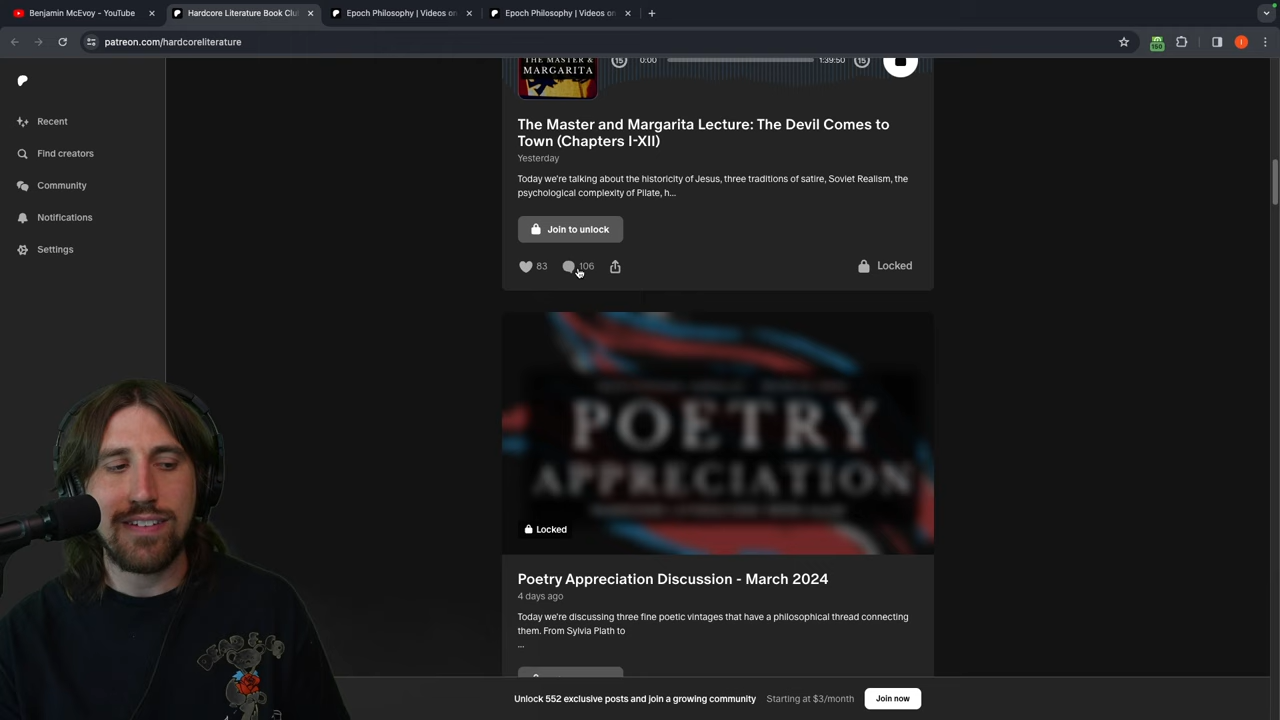 Benjamin McEvoy - YouTube
Hardcore Literature Book Clu
Epoch Philosophy | Videos on
Epoch Philosophy | Videos on
patreon.com/hardcoreliterature
150
I
Recent
Find creators
Community
Notifications
Settings
THE MASTER &
MARGARITA
15
0:00
1:39:50
15
The Master and Margarita Lecture: The Devil Comes to
Town (Chapters I-XII)
Yesterday
Today we're talking about the historicity of Jesus, three traditions of satire, Soviet Realism, the
psychological complexity of Pilate, h...
Join to unlock
83
106
Locked
POETRY
APPRECIATION
Locked
Poetry Appreciation Discussion - March 2024
4 days ago
Today we're discussing three fine poetic vintages that have a philosophical thread connecting
them. From Sylvia Plath to
...
Unlock 552 exclusive posts and join a growing community
Starting at $3/month
Join now